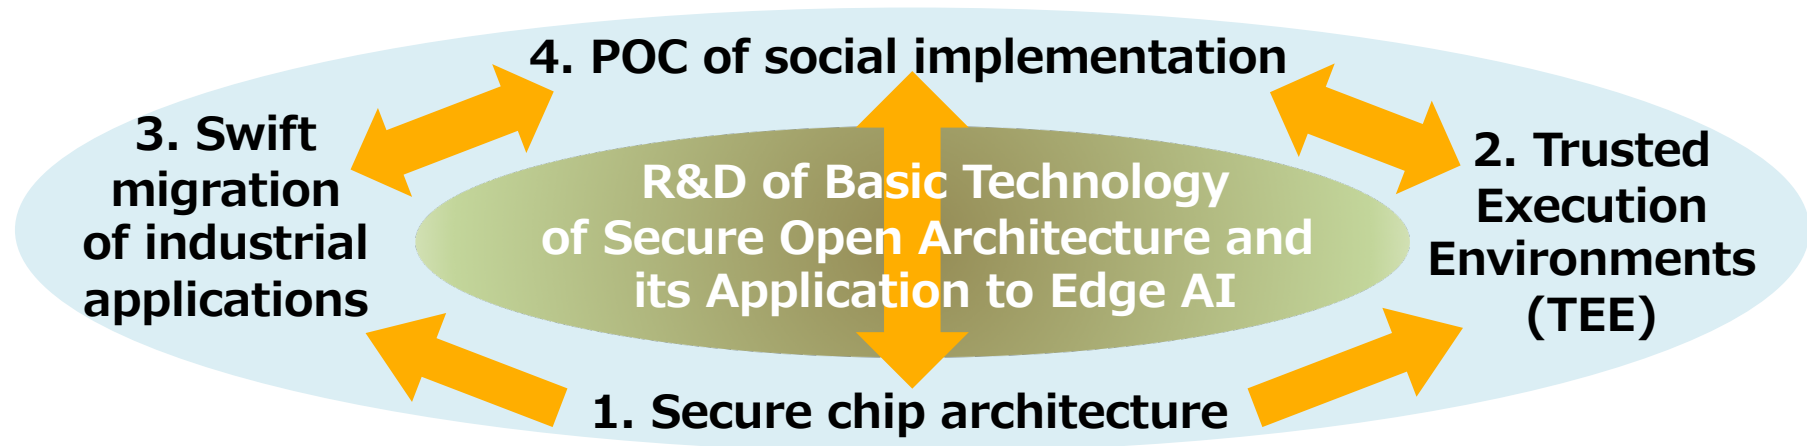 4. POC of social implementation
3. Swift
migration
of industrial
applications
R&D of Basic Technology
of Secure Open Architecture and
its Application to Edge AI
2. Trusted
Execution
Environments
(TEE)
1. Secure chip architecture